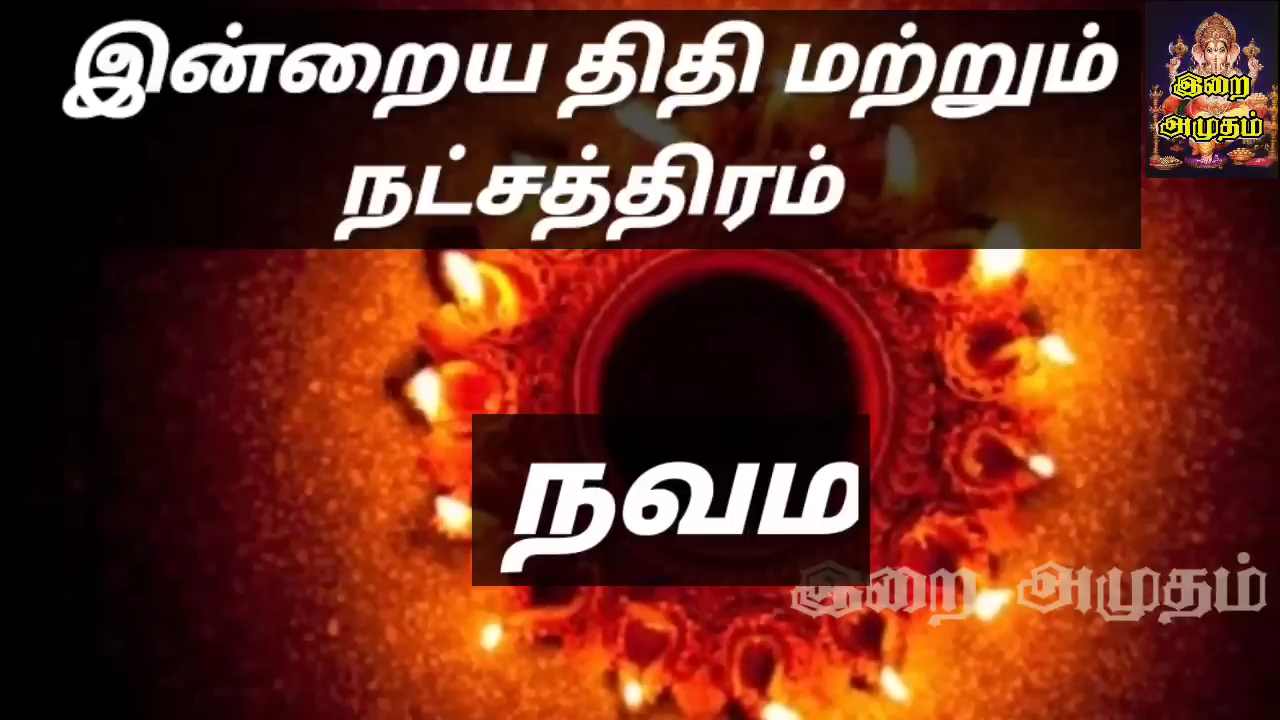 இன்றைய திதி மற்றும்
நட்சத்திரம்
இறை
அமுதம்
நவம
இறை அமுதம்